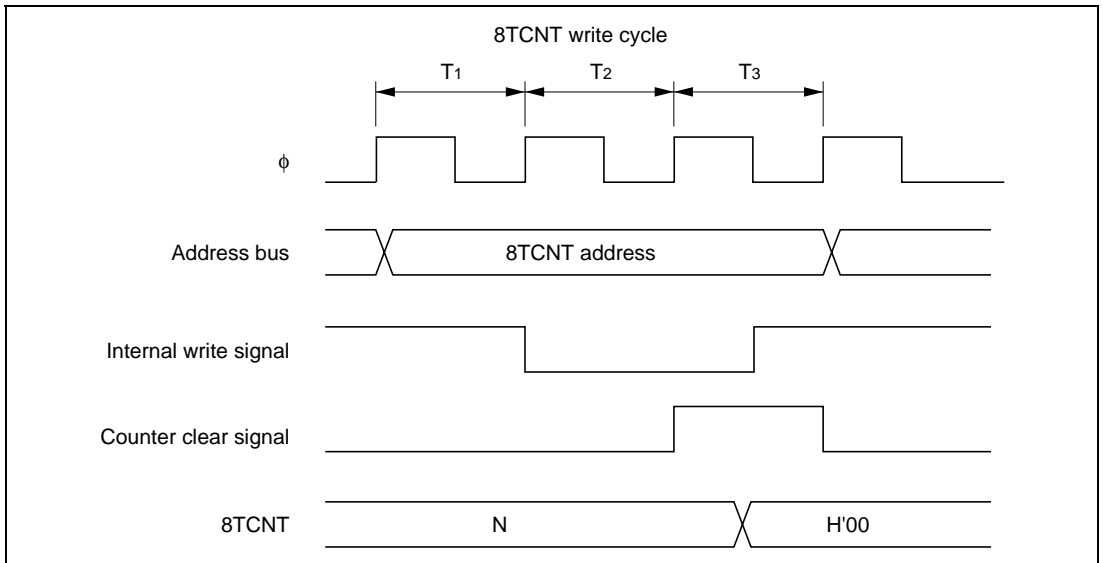 8TCNT write cycle
T1 T2 T3
φ
Address bus 8TCNT address
Internal write signal
Counter clear signal
8TCNT N H'00